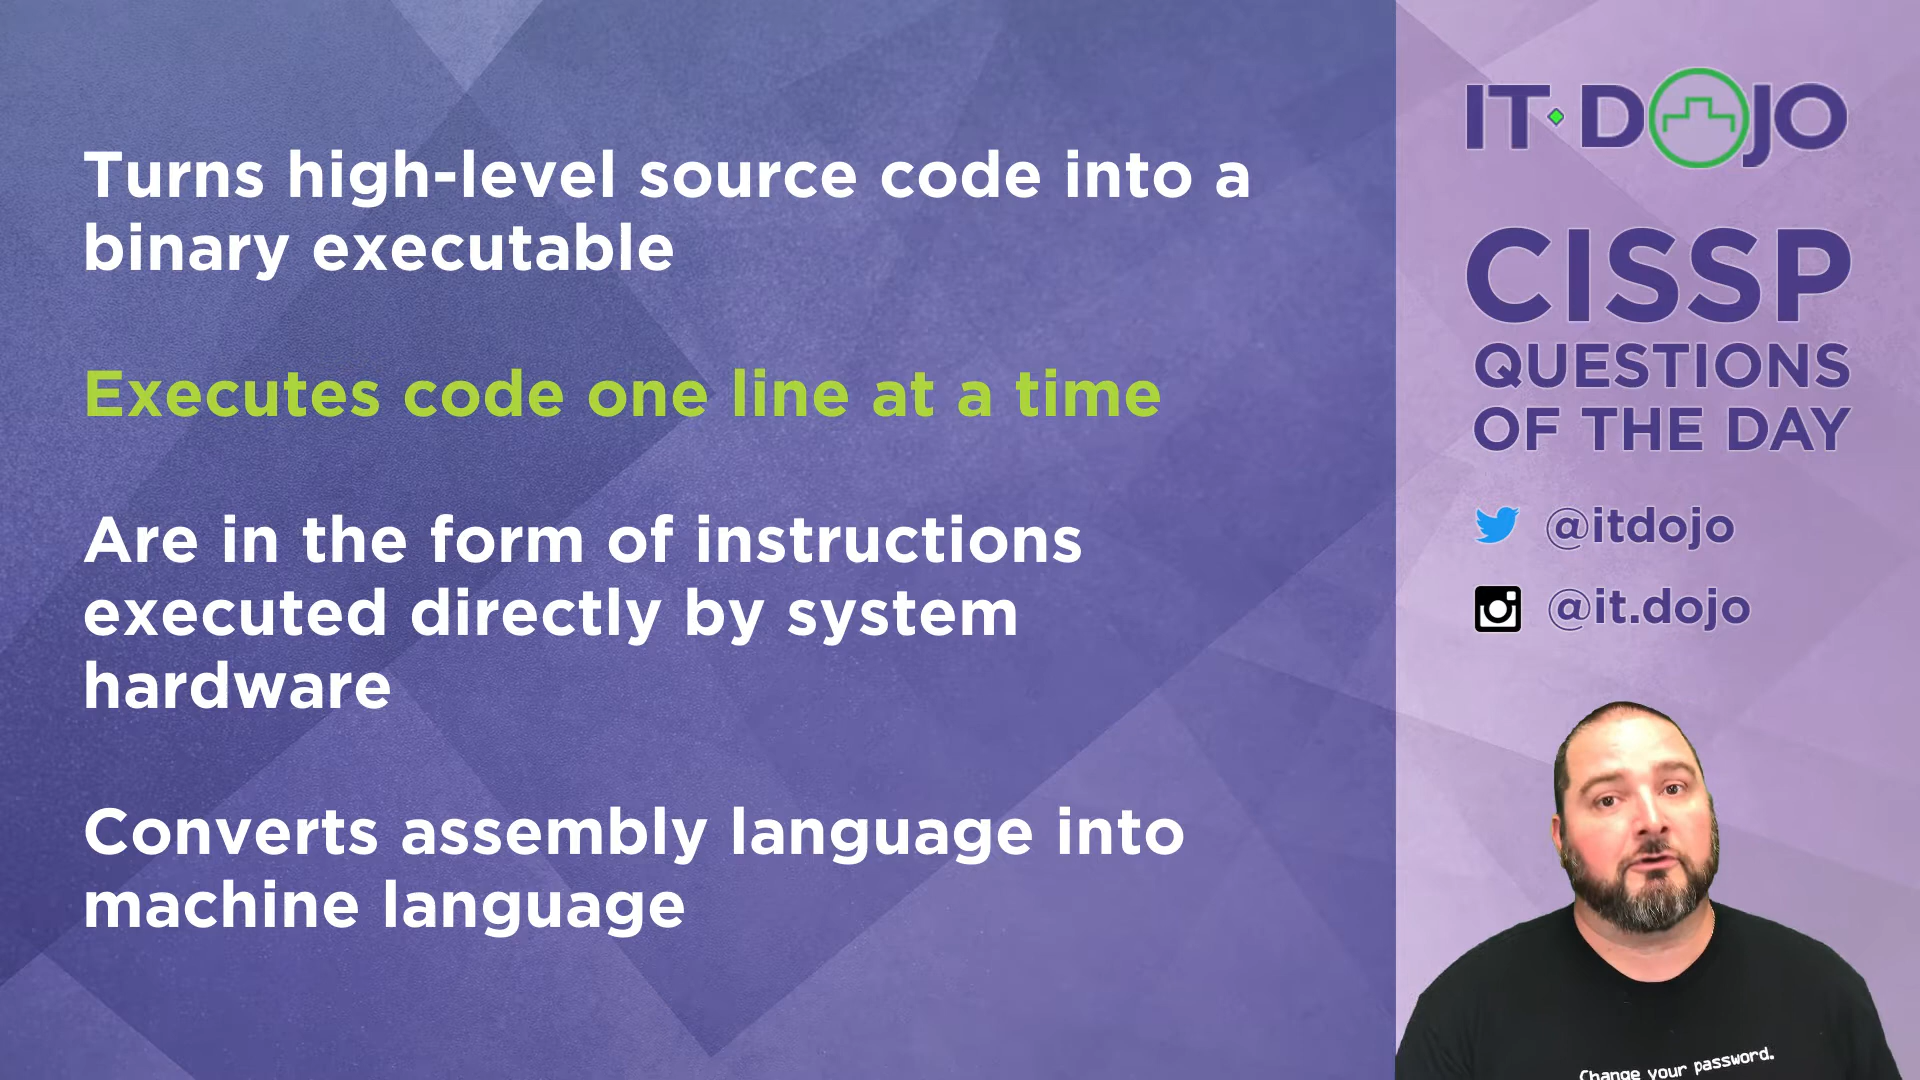 Turns high-level source code into a
binary executable
Executes code one line at a time
Are in the form of instructions
executed directly by system
hardware
Converts assembly language into
machine language
IT DOJO
CISSP
QUESTIONS
OF THE DAY
@itdojo
@it.dojo
Change your password.